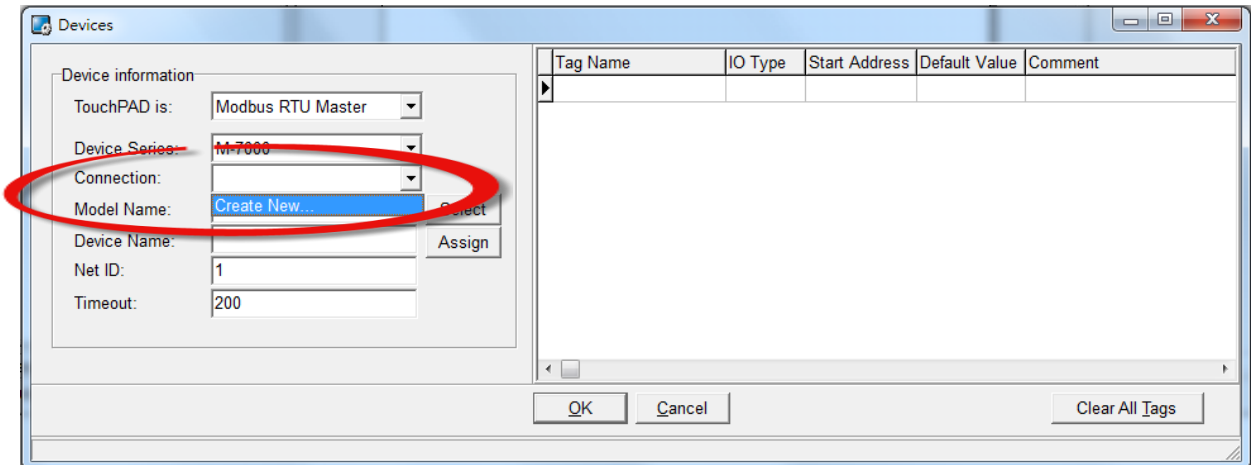 Devices
Device information
TouchPAD is: Modbus RTU Master
Device Series: M-7000
Connection:
Model Name: Create New... Select
Device Name: Assign
Net ID: 1
Timeout: 200
Tag Name IO Type Start Address Default Value Comment
OK Cancel Clear All Tags